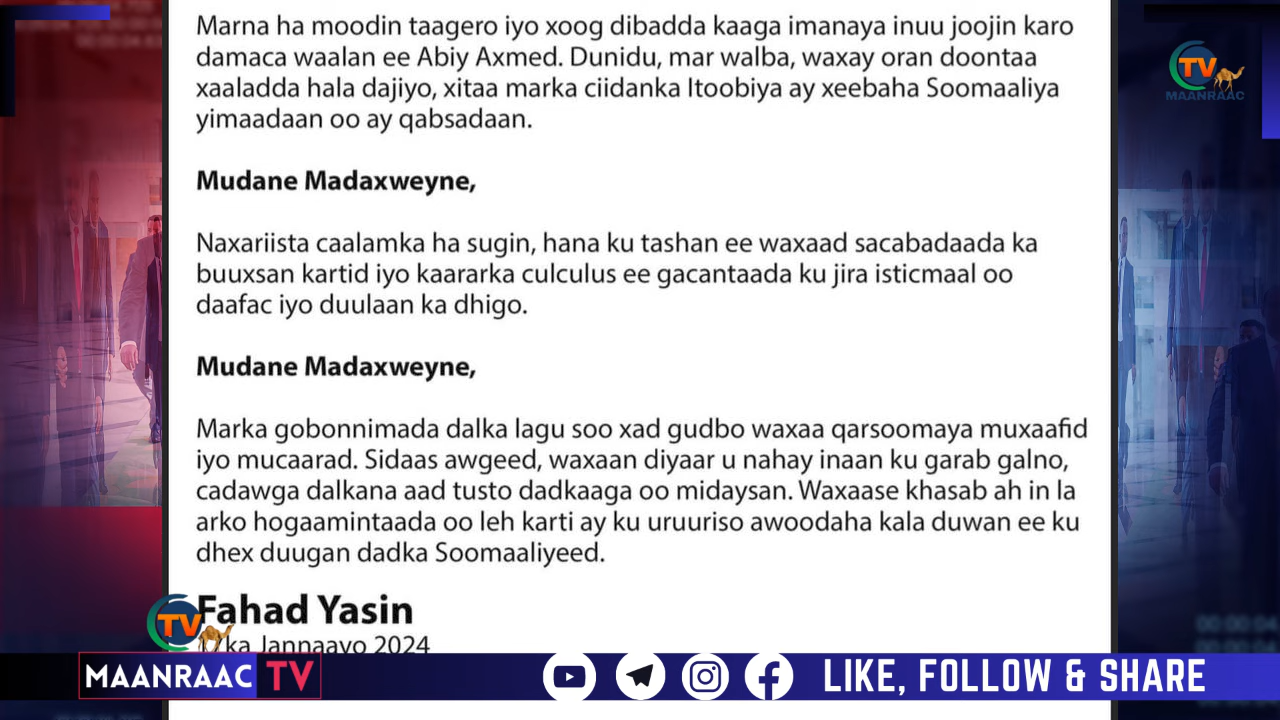 Marna ha moodin taagero iyo xoog dibadda kaaga imanaya inuu joojin karo
damaca waalan ee Abiy Axmed. Dunidu, mar walba, waxay oran doontaa
xaaladda hala dajiyo, xitaa marka ciidanka Itoobiya ay xeebaha Soomaaliya
yimaadaan oo ay qabsadaan.
Mudane Madaxweyne,
Naxariista caalamka ha sugin, hana ku tashan ee waxaad sacabadaada ka
buuxsan kartid iyo kaararka culculus ee gacantaada ku jira isticmaal oo
daafac iyo duulaan ka dhigo.
Mudane Madaxweyne,
Marka gobonnimada dalka lagu soo xad gudbo waxaa qarsoomaya muxaafid
iyo mucaarad. Sidaas awgeed, waxaan diyaar u nahay inaan ku garab galno,
cadawga dalkana aad tusto dadkaaga oo midaysan. Waxaase khasab ah in la
arko hogaamintaada oo leh karti ay ku uruuriso awoodaha kala duwan ee ku
dhex duugan dadka Soomaaliyeed.
Fahad Yasin
ka Jannaayo 2024
TV
MAANRAAC
TV
MAANRAAC TV
LIKE, FOLLOW & SHARE